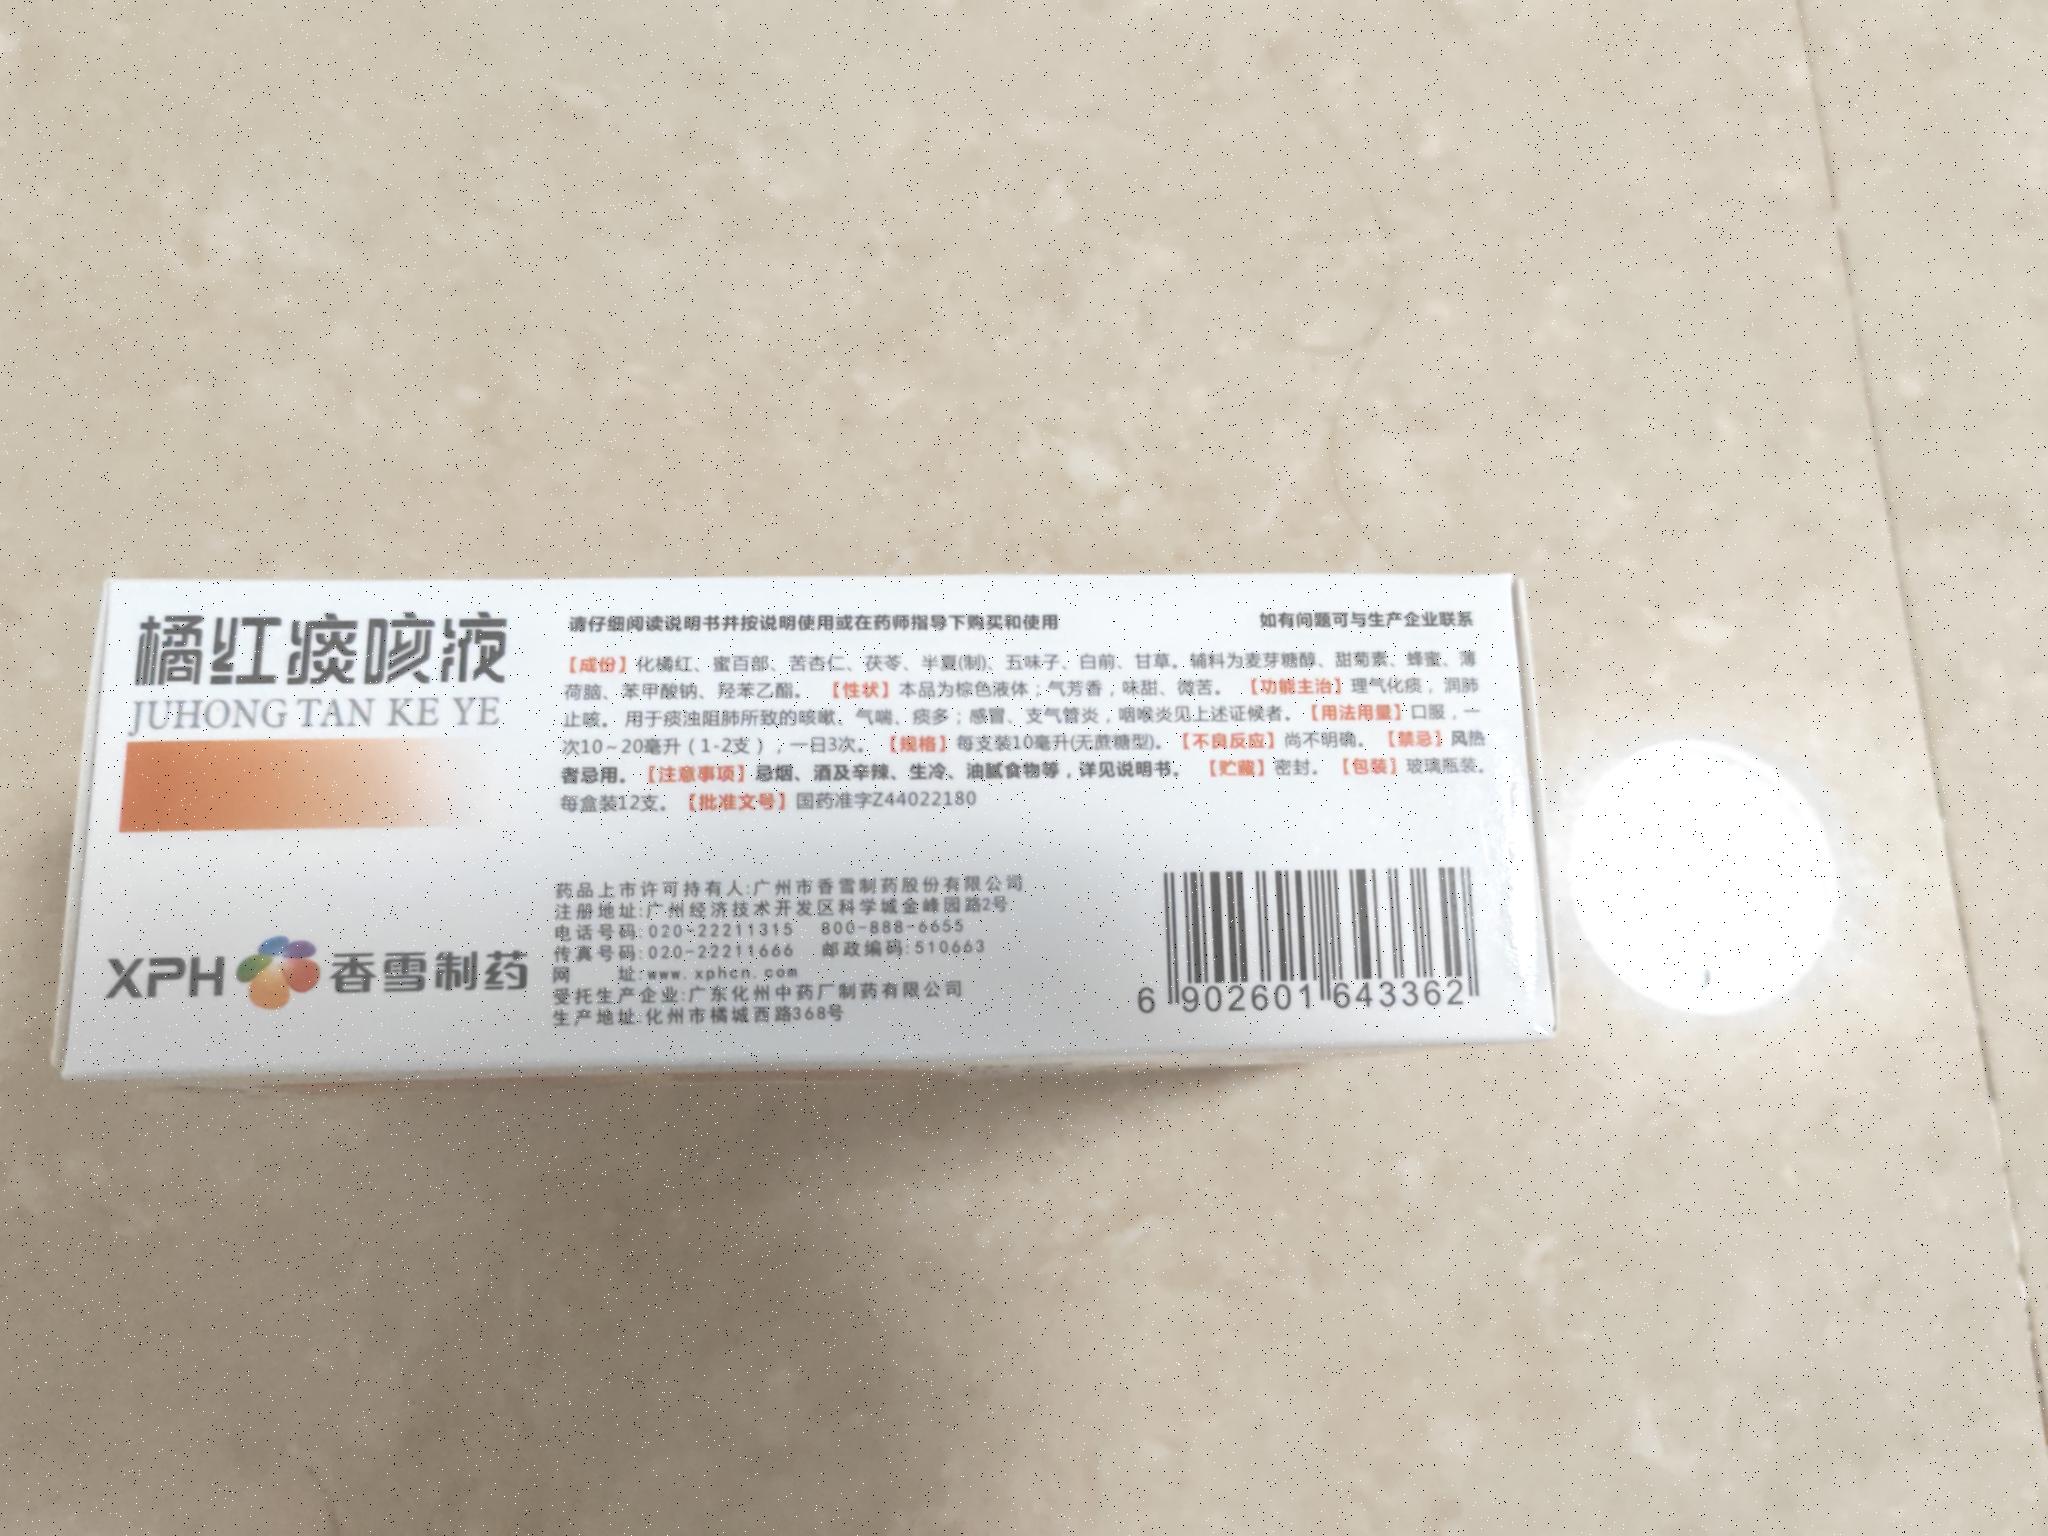 橘红痰咳液
JUHONG TAN KE YE
XPH 香雪制药
请仔细阅读说明书并按说明使用或在药师指导下购买和使用 如有问题可与生产企业联系
【成份】化橘红、蜜百部、苦杏仁、茯苓、半夏(制)、五味子、白前、甘草。辅料为麦芽糖醇、甜菊素、蜂蜜、薄
荷脑、苯甲酸钠、羟苯乙酯。【性状】本品为棕色液体；气芳香，味甜、微苦。【功能主治】理气化痰，润肺
止咳。用于痰浊阻肺所致的咳嗽、气喘、痰多；感冒、支气管炎，咽喉炎见上述证候者。【用法用量】口服，一
次10～20毫升（1-2支），一日3次。【规格】每支装10毫升(无蔗糖型)。【不良反应】尚不明确。【禁忌】风热
者忌用。【注意事项】忌烟、酒及辛辣、生冷、油腻食物等，详见说明书。【贮藏】密封。【包装】玻璃瓶装。
每盒装12支。【批准文号】国药准字Z44022180
药品上市许可持有人:广州市香雪制药股份有限公司
注册地址:广州经济技术开发区科学城金峰园路2号
电话号码:020-22211315 800-888-6655
传真号码:020-22211666 邮政编码:510663
网 址:www.xphcn.com
受托生产企业:广东化州中药厂制药有限公司
生产地址:化州市橘城西路368号
6 902601 643362